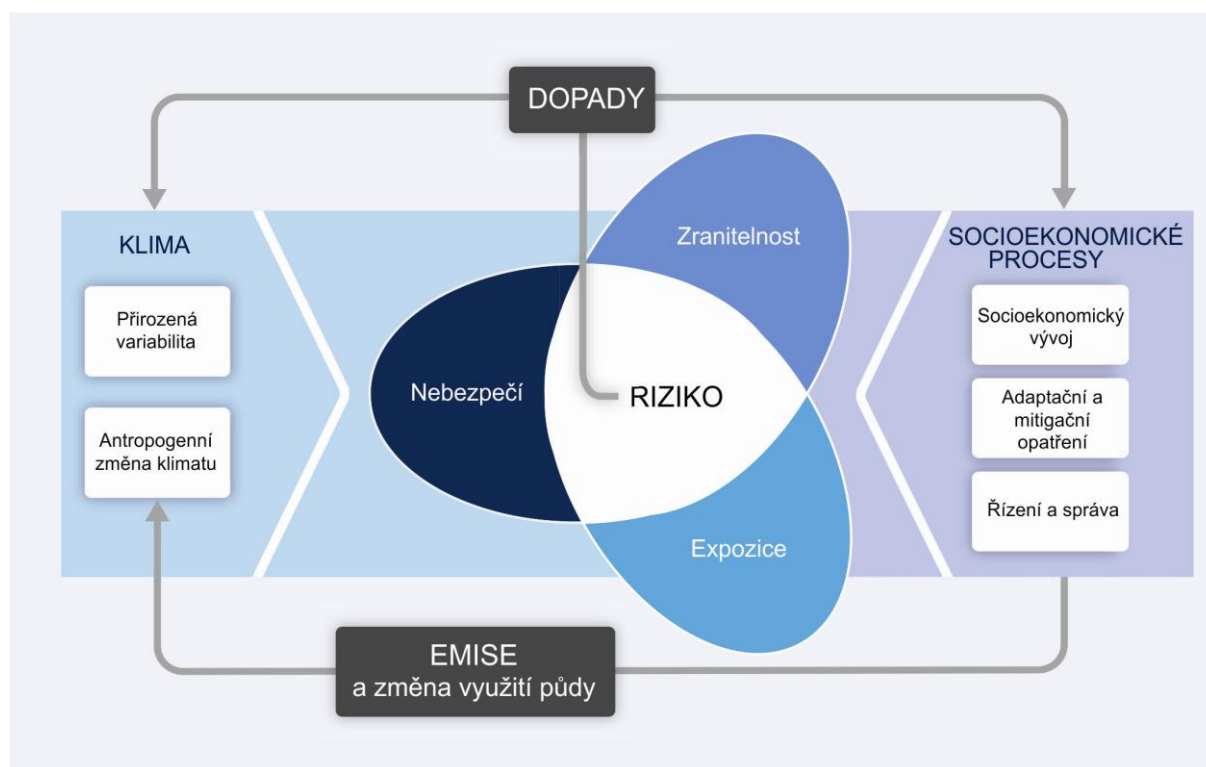 DOPADY
KLIMA
Přirozená
variabilita
Antropogenní
změna klimatu
Nebezpečí
Zranitelnost
RIZIKO
Expozice
SOCIOEKONOMICKÉ
PROCESY
Socioekonomický
vývoj
Adaptační a
mitigační
opatření
Řízení a správa
EMISE
a změna využití půdy